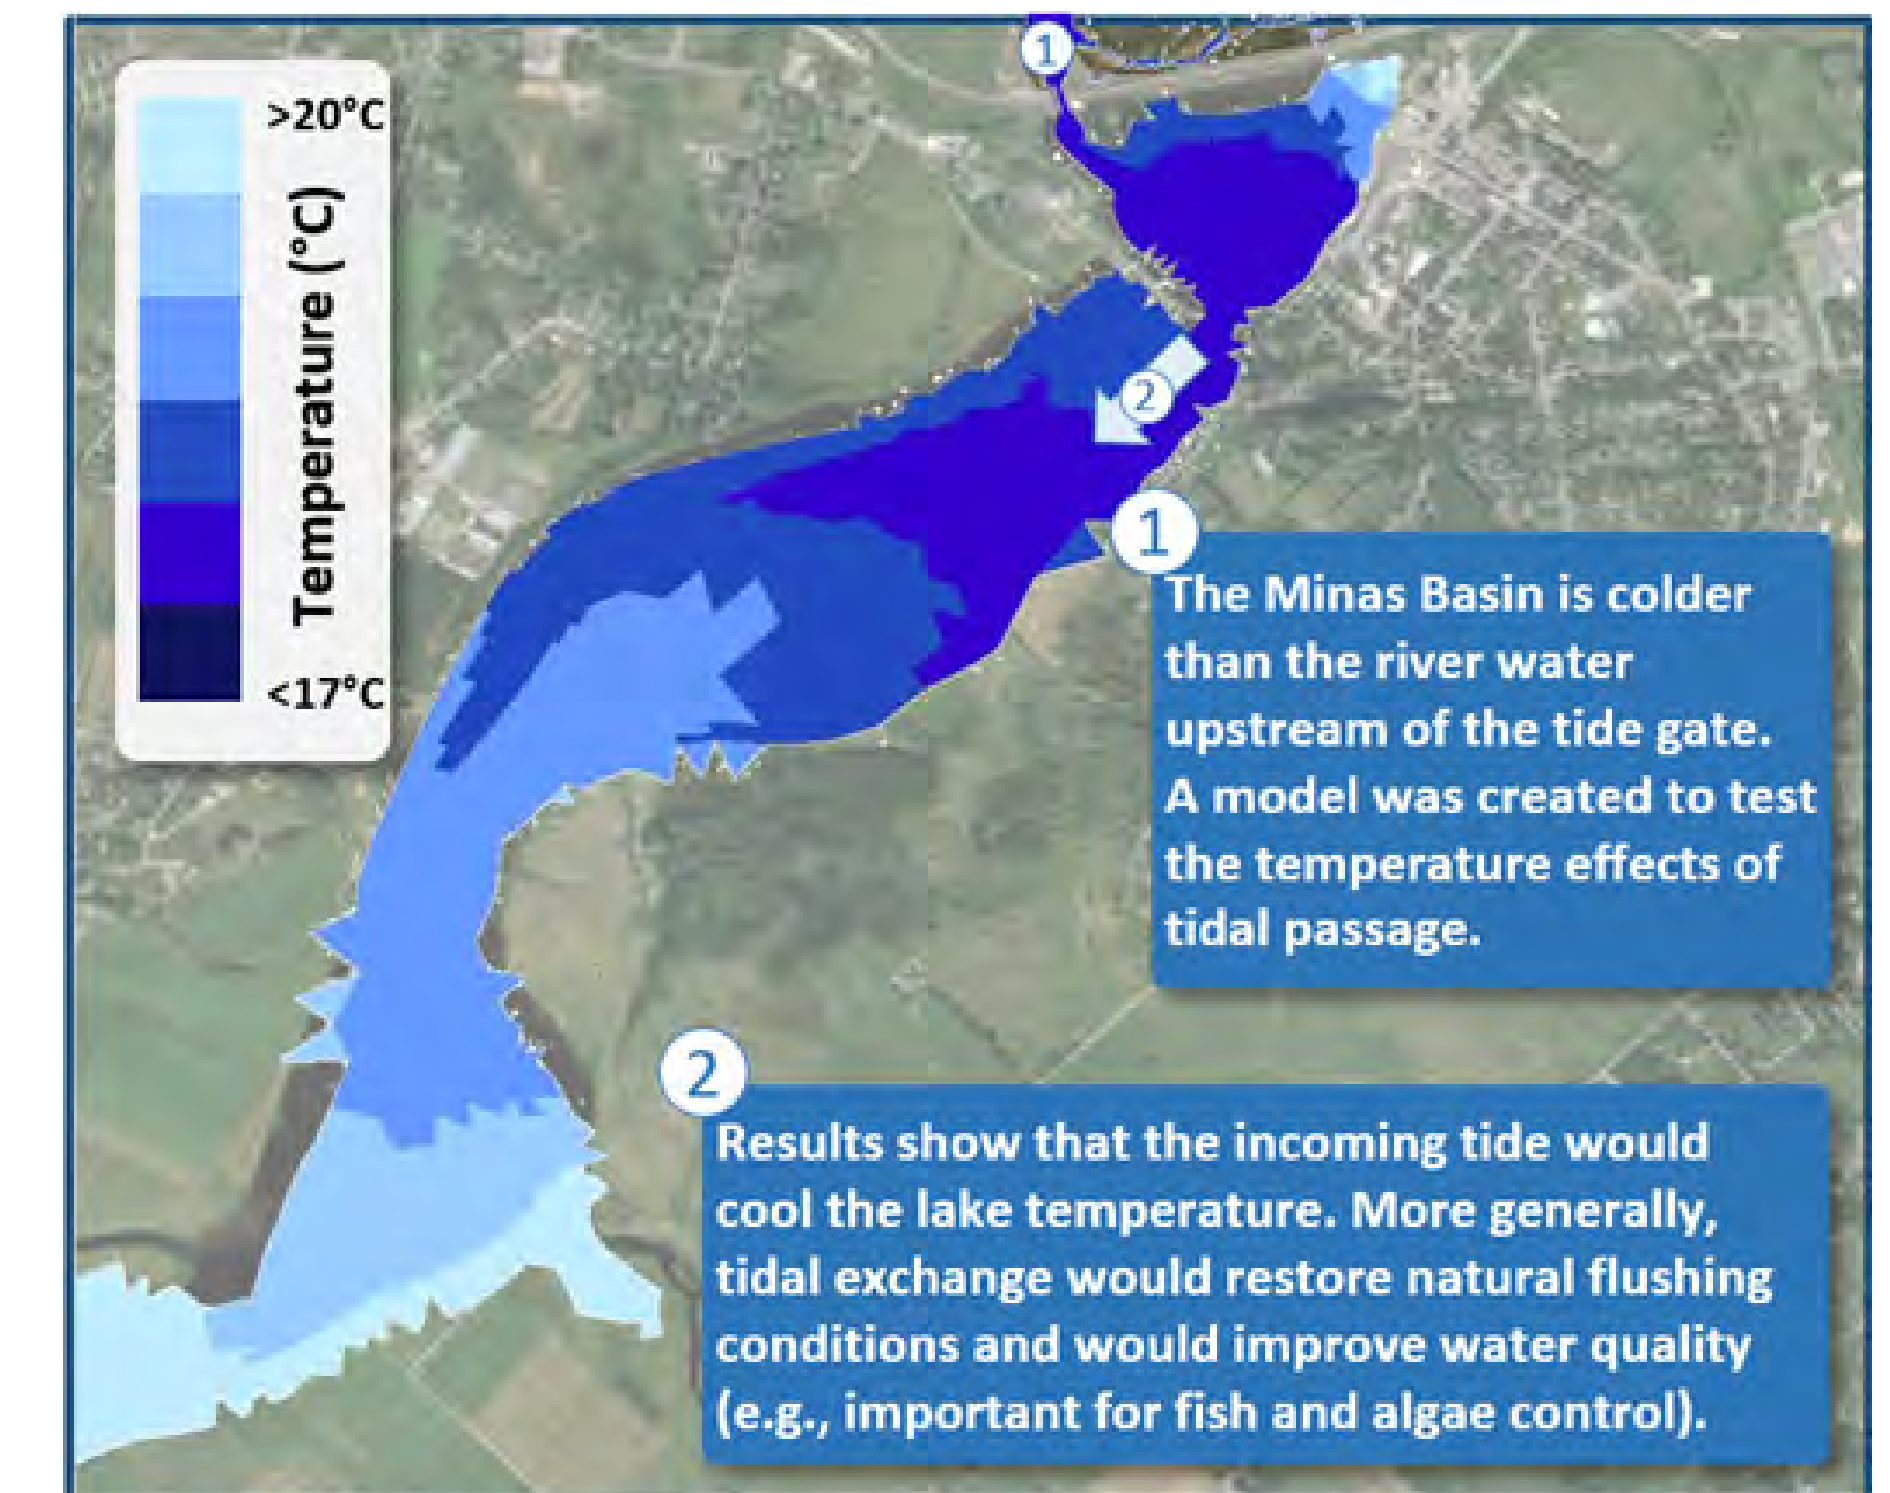 1
>20°C
Temperature (°C)
<17°C
2
1
The Minas Basin is colder
than the river water
upstream of the tide gate.
A model was created to test
the temperature effects of
tidal passage.
2
Results show that the incoming tide would
cool the lake temperature. More generally,
tidal exchange would restore natural flushing
conditions and would improve water quality
(e.g., important for fish and algae control).